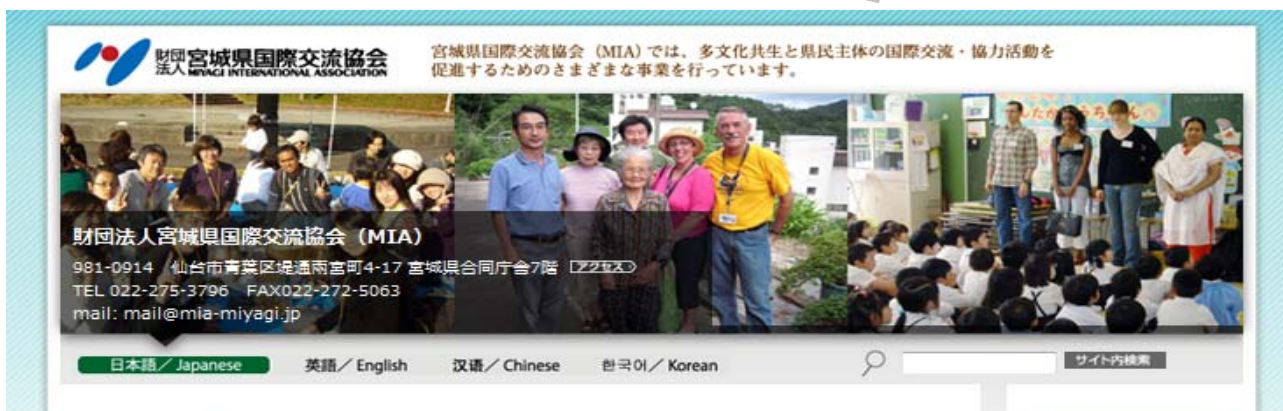 財団法人 宮城県国際交流協会
MIYAGI INTERNATIONAL ASSOCIATION
宮城県国際交流協会（MIA）では、多文化共生と県民主体の国際交流・協力活動を
促進するためのさまざまな事業を行っています。
財団法人宮城県国際交流協会（MIA）
981-0914　仙台市青葉区堤通雨宮町4-17 宮城県合同庁舎7階 アクセス
TEL 022-275-3796　FAX022-272-5063
mail: mail@mia-miyagi.jp
日本語／Japanese　英語／English　汉语／Chinese　한국어／Korean　サイト内検索